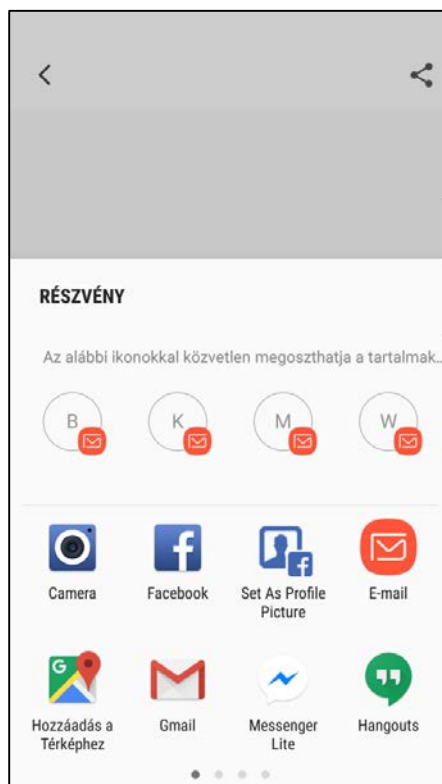 RÉSZVÉNY
Az alábbi ikonokkal közvetlen megoszthatja a tartalmak..
B K M W
Camera Facebook Set As Profile Picture E-mail
G
Hozzáadás a Térképhez Gmail Messenger Lite Hangouts